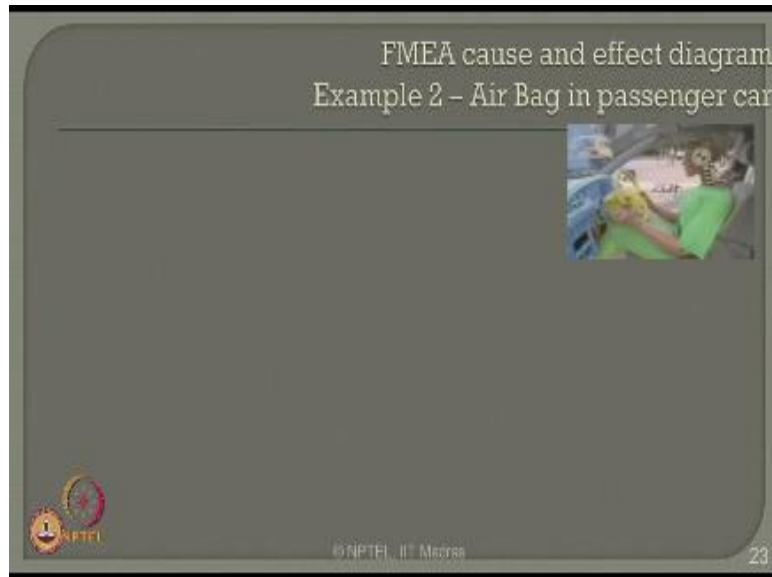 FMEA cause and effect diagram
Example 2 – Air Bag in passenger car
NPTEL
© NPTEL, IIT Madras
23